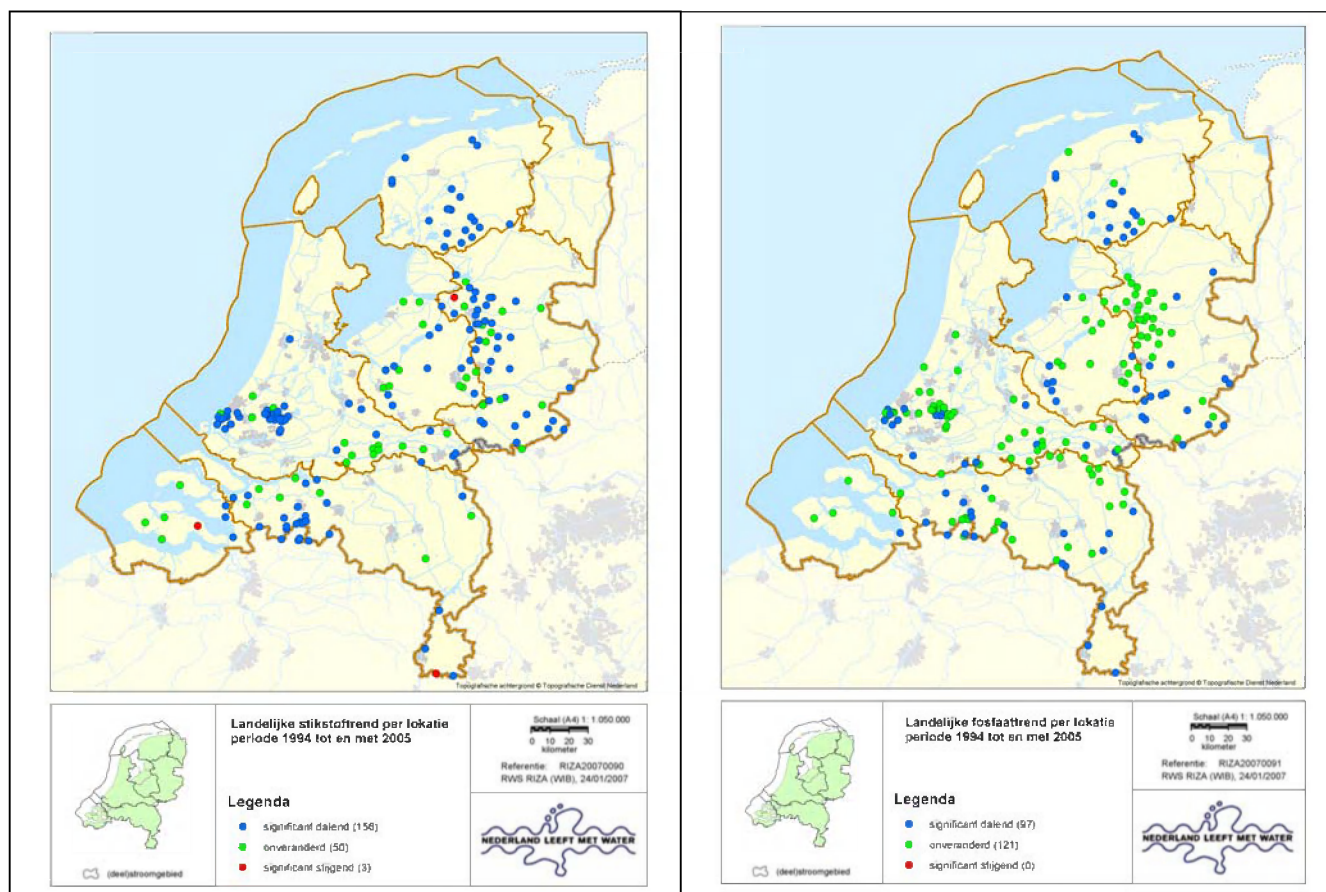 Topografische achtergrond © Topografische Dienst Nederland
Landelijke stikstoftrend per lokatie
periode 1994 tot en met 2005
Legenda
significant dalend (156)
onveranderd (50)
significant stijgend (3)
(deel)stroomgebied
Schaal (A4) 1: 1:050.000
0 10 20 30
kilometer
Referentie: RIZA20070090
RWS RIZA (WIB), 24/01/2007
NEDERLAND LEEFT MET WATER
Topografische achtergrond © Topografische Dienst Nederland
Landelijke fosfaattrend per lokatie
periode 1994 tot en met 2005
Legenda
significant dalend (97)
onveranderd (121)
significant stijgend (0)
(deel)stroomgebied
Schaal (A4) 1: 1:050.000
0 10 20 30
kilometer
Referentie: RIZA20070091
RWS RIZA (WIB), 24/01/2007
NEDERLAND LEEFT MET WATER